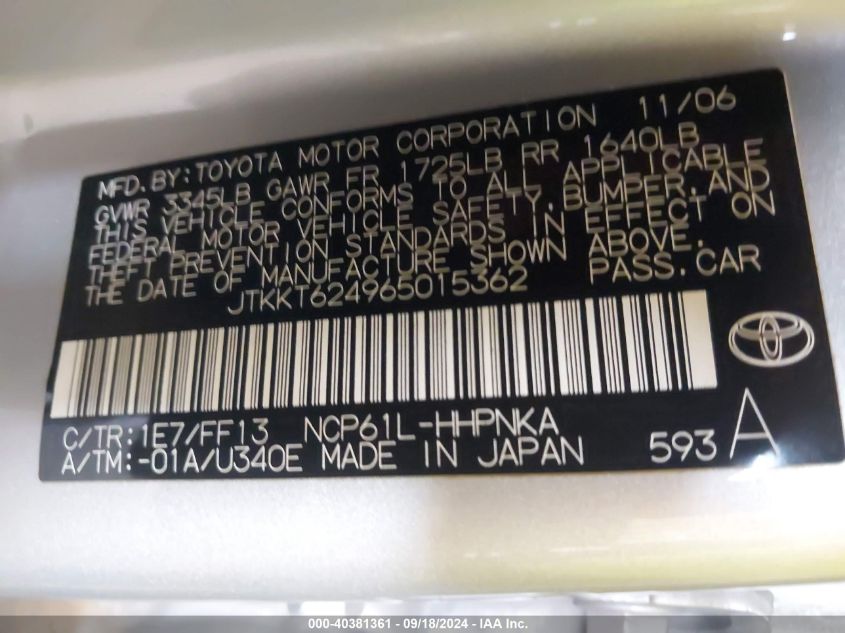 MFD. BY: TOYOTA MOTOR CORPORATION 11/06
GVWR 3345LB GAWR FR 1725LB RR 1640LB
THIS VEHICLE CONFORMS TO ALL APPLICABLE
FEDERAL MOTOR VEHICLE SAFETY, BUMPER, AND
THEFT PREVENTION STANDARDS IN EFFECT ON
THE DATE OF MANUFACTURE SHOWN ABOVE.
JTKKT624965015362 PASS. CAR
C/TR: 1E7/FF13 NCP61L-HHPNKA
A/TM: -01A/U340E MADE IN JAPAN 593 A
000-40381361 - 09/18/2024 - IAA Inc.